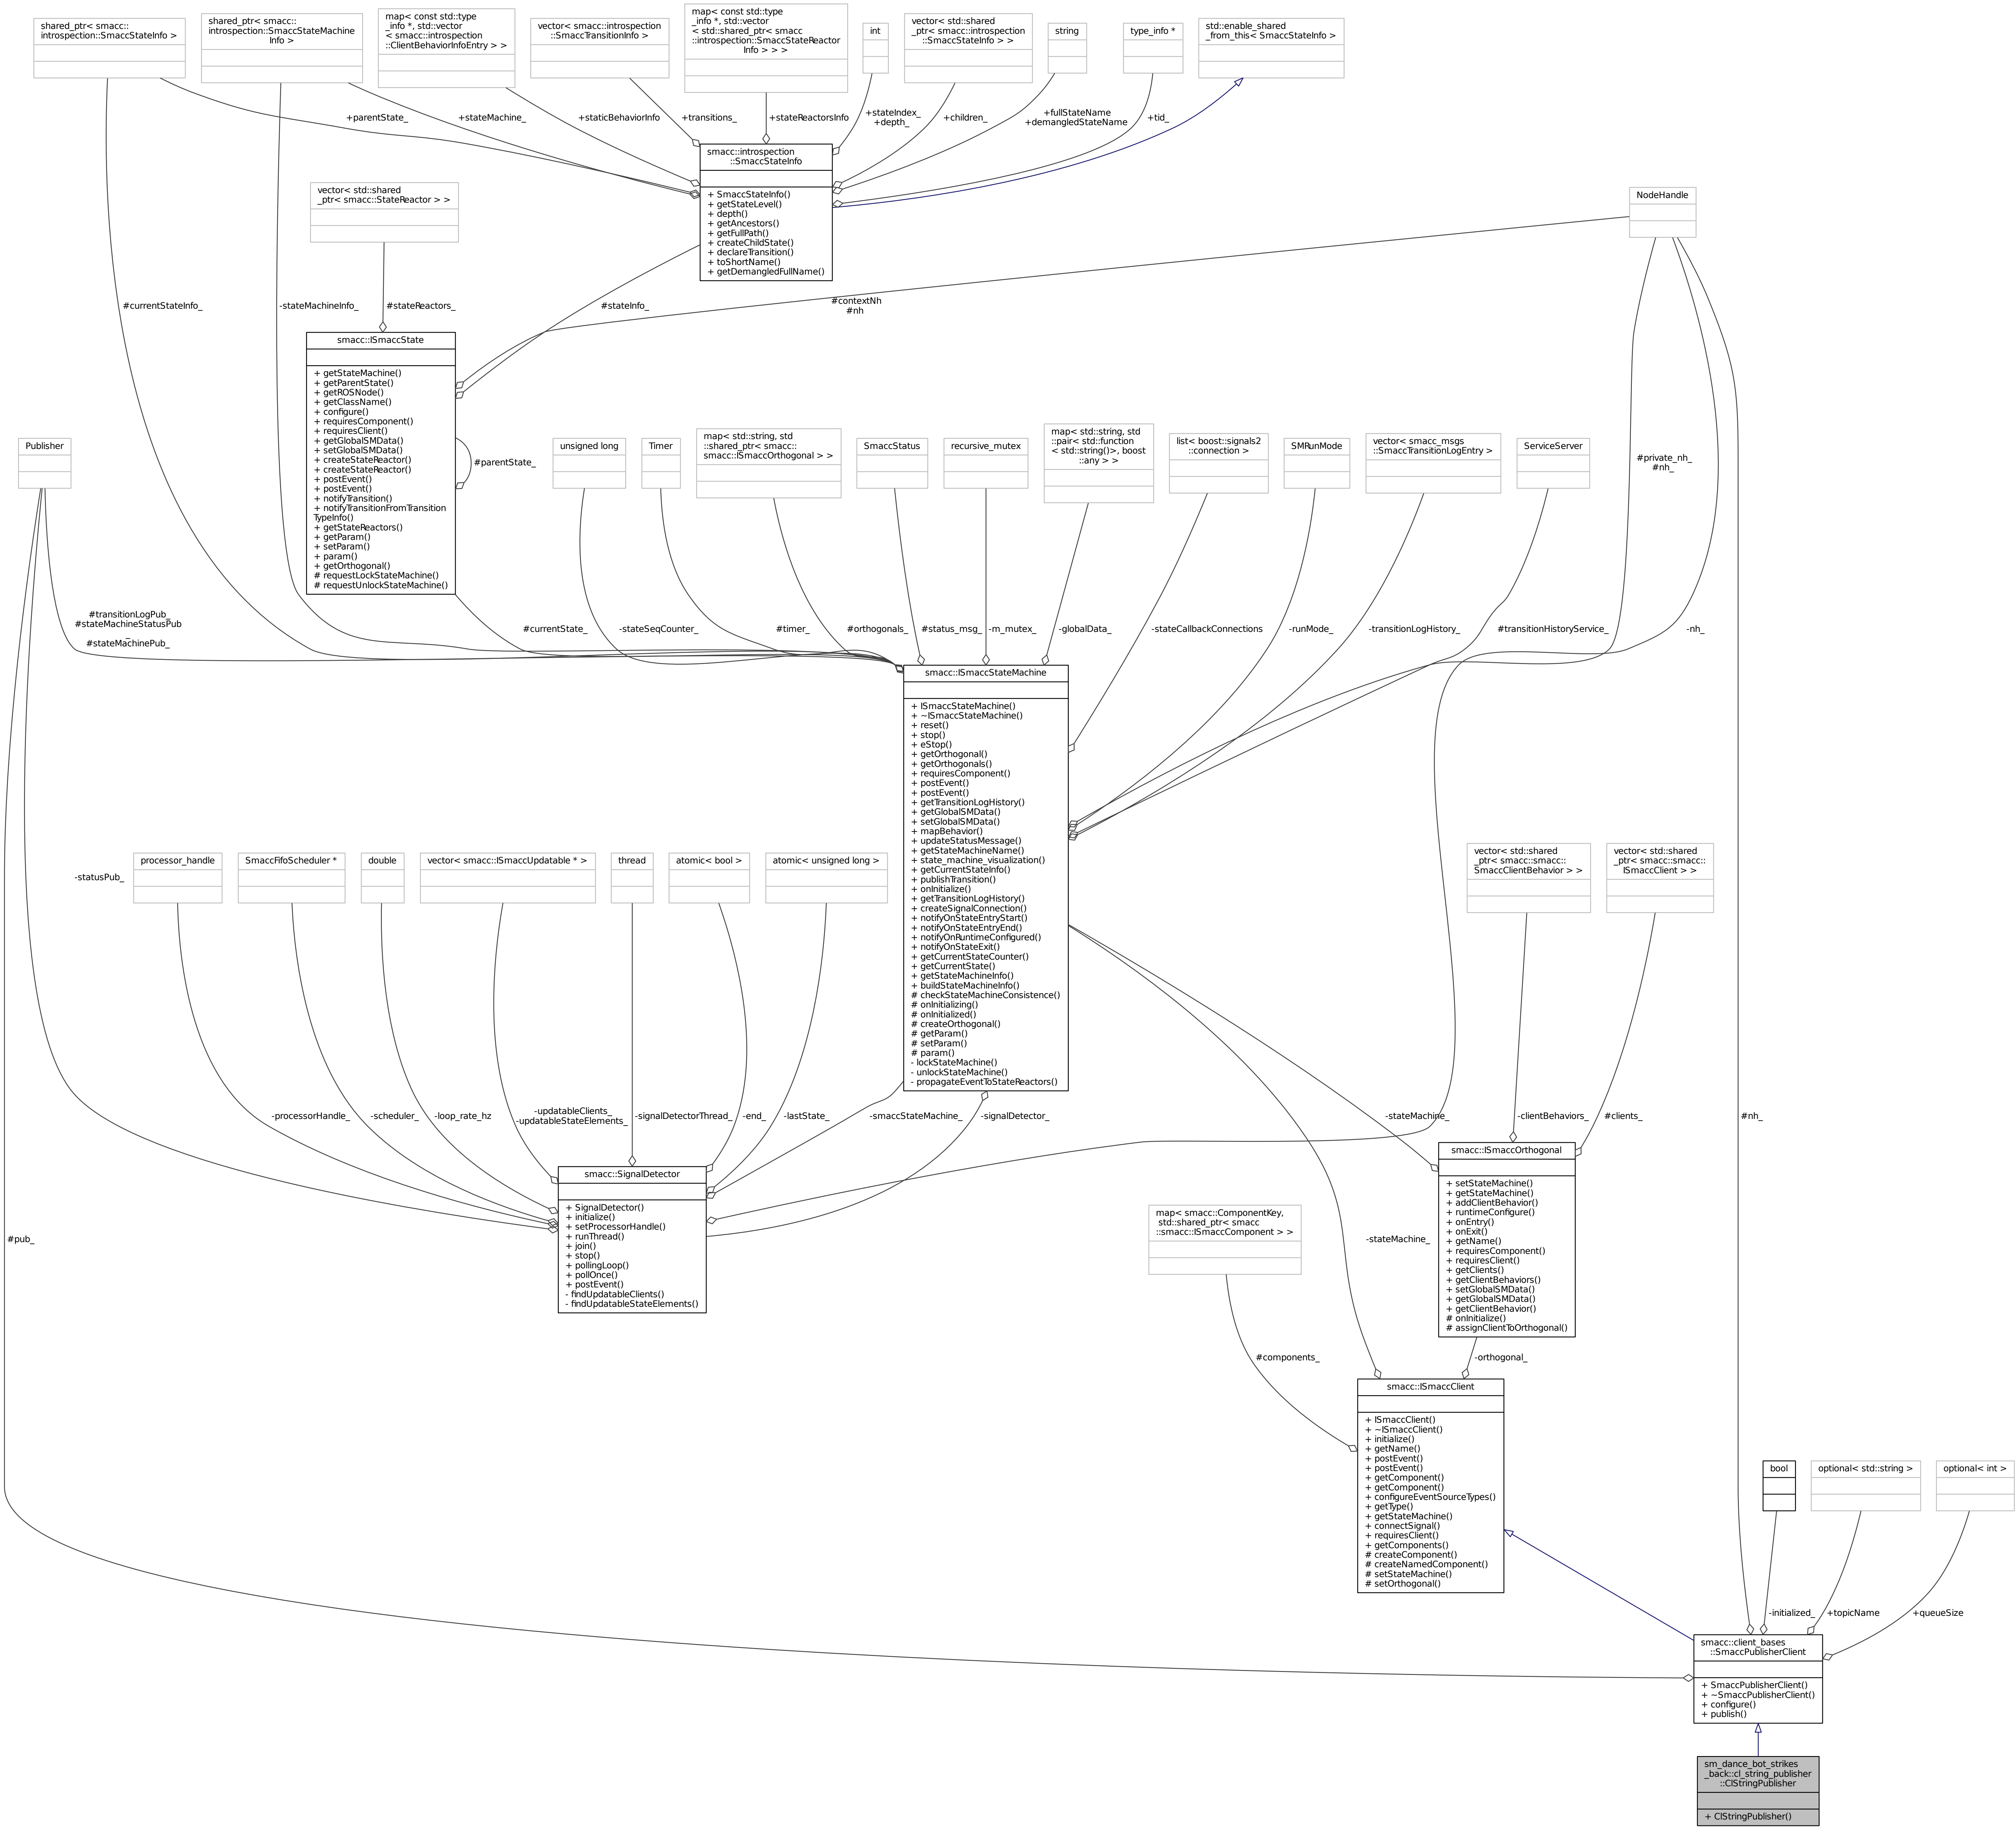 shared_ptr< smacc::
introspection::SmaccStateInfo >
shared_ptr< smacc::
introspection::SmaccStateMachine
Info >
map< const std::type
_info *, std::vector
< smacc::introspection
::ClientBehaviorInfoEntry > >
vector< smacc::introspection
::SmaccTransitionInfo >
map< const std::type
_info *, std::vector
< std::shared_ptr< smacc
::introspection::SmaccStateReactor
Info > > >
int
vector< std::shared
_ptr< smacc::introspection
::SmaccStateInfo > >
string
type_info *
std::enable_shared
_from_this< SmaccStateInfo >
+parentState_
+stateMachine_
+staticBehaviorInfo
+transitions_
+stateReactorsInfo
+stateIndex_
+depth_
+children_
+fullStateName
+demangledStateName
+tid_
smacc::introspection
::SmaccStateInfo
+ SmaccStateInfo()
+ getStateLevel()
+ depth()
+ getAncestors()
+ getFullPath()
+ createChildState()
+ declareTransition()
+ toShortName()
+ getDemangledFullName()
vector< std::shared
_ptr< smacc::StateReactor > >
NodeHandle
#currentStateInfo_
-stateMachineInfo_
#stateReactors_
#stateInfo_
#contextNh
#nh
smacc::ISmaccState
+ getStateMachine()
+ getParentState()
+ getROSNode()
+ getClassName()
+ configure()
+ requiresComponent()
+ requiresClient()
+ getGlobalSMData()
+ setGlobalSMData()
+ createStateReactor()
+ createStateReactor()
+ postEvent()
+ postEvent()
+ notifyTransition()
+ notifyTransitionFromTransition
TypeInfo()
+ getStateReactors()
+ getParam()
+ setParam()
+ param()
+ getOrthogonal()
# requestLockStateMachine()
# requestUnlockStateMachine()
#parentState_
Publisher
unsigned long
Timer
map< std::string, std
::shared_ptr< smacc::
smacc::ISmaccOrthogonal > >
SmaccStatus
recursive_mutex
map< std::string, std
::pair< std::function
< std::string()>, boost
::any > >
list< boost::signals2
::connection >
SMRunMode
vector< smacc_msgs
::SmaccTransitionLogEntry >
ServiceServer
#private_nh_
#nh_
#transitionLogPub_
#stateMachineStatusPub
_
#stateMachinePub_
#currentState_
-stateSeqCounter_
#timer_
#orthogonals_
#status_msg_
-m_mutex_
-globalData_
-stateCallbackConnections
-runMode_
-transitionLogHistory_
#transitionHistoryService_
-nh_
smacc::ISmaccStateMachine
+ ISmaccStateMachine()
+ ~ISmaccStateMachine()
+ reset()
+ stop()
+ eStop()
+ getOrthogonal()
+ getOrthogonals()
+ requiresComponent()
+ postEvent()
+ postEvent()
+ getTransitionLogHistory()
+ getGlobalSMData()
+ setGlobalSMData()
+ mapBehavior()
+ updateStatusMessage()
+ getStateMachineName()
+ state_machine_visualization()
+ getCurrentStateInfo()
+ publishTransition()
+ onInitialize()
+ getTransitionLogHistory()
+ createSignalConnection()
+ notifyOnStateEntryStart()
+ notifyOnStateEntryEnd()
+ notifyOnRuntimeConfigured()
+ notifyOnStateExit()
+ getCurrentStateCounter()
+ getCurrentState()
+ getStateMachineInfo()
+ buildStateMachineInfo()
# checkStateMachineConsistence()
# onInitializing()
# onInitialized()
# createOrthogonal()
# getParam()
# setParam()
# param()
- lockStateMachine()
- unlockStateMachine()
- propagateEventToStateReactors()
-statusPub_
processor_handle
SmaccFifoScheduler *
double
vector< smacc::ISmaccUpdatable * >
thread
atomic< bool >
atomic< unsigned long >
vector< std::shared
_ptr< smacc::smacc::
SmaccClientBehavior > >
vector< std::shared
_ptr< smacc::smacc::
ISmaccClient > >
-processorHandle_
-scheduler_
-loop_rate_hz
-updatableClients_
-updatableStateElements_
-signalDetectorThread_
-end_
-lastState_
-smaccStateMachine_
-signalDetector_
-stateMachine_
-clientBehaviors_
#clients_
#nh_
smacc::SignalDetector
+ SignalDetector()
+ initialize()
+ setProcessorHandle()
+ runThread()
+ join()
+ stop()
+ pollingLoop()
+ pollOnce()
+ postEvent()
- findUpdatableClients()
- findUpdatableStateElements()
smacc::ISmaccOrthogonal
+ setStateMachine()
+ getStateMachine()
+ addClientBehavior()
+ runtimeConfigure()
+ onEntry()
+ onExit()
+ getName()
+ requiresComponent()
+ requiresClient()
+ getClients()
+ getClientBehaviors()
+ setGlobalSMData()
+ getGlobalSMData()
+ getClientBehavior()
# onInitialize()
# assignClientToOrthogonal()
#pub_
map< smacc::ComponentKey,
std::shared_ptr< smacc
::smacc::ISmaccComponent > >
-stateMachine_
#components_
-orthogonal_
smacc::ISmaccClient
+ ISmaccClient()
+ ~ISmaccClient()
+ initialize()
+ getName()
+ postEvent()
+ postEvent()
+ getComponent()
+ getComponent()
+ configureEventSourceTypes()
+ getType()
+ getStateMachine()
+ connectSignal()
+ requiresClient()
+ getComponents()
# createComponent()
# createNamedComponent()
# setStateMachine()
# setOrthogonal()
bool
optional< std::string >
optional< int >
-initialized_
+topicName
+queueSize
smacc::client_bases
::SmaccPublisherClient
+ SmaccPublisherClient()
+ ~SmaccPublisherClient()
+ configure()
+ publish()
sm_dance_bot_strikes
_back::cl_string_publisher
::ClStringPublisher
+ ClStringPublisher()